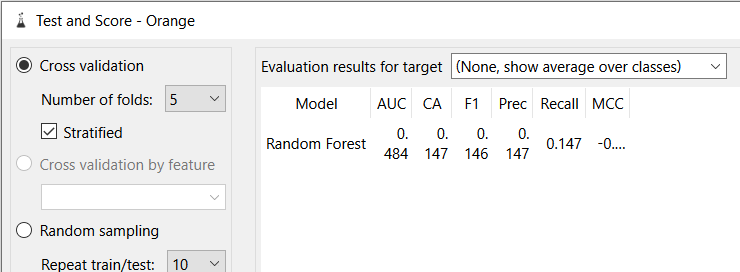 Test and Score - Orange
Cross validation
Number of folds: 5
Stratified
Cross validation by feature
Random sampling
Repeat train/test: 10
Evaluation results for target (None, show average over classes)
Model AUC CA F1 Prec Recall MCC
Random Forest 0.484 0.147 0.146 0.147 0.147 -0....